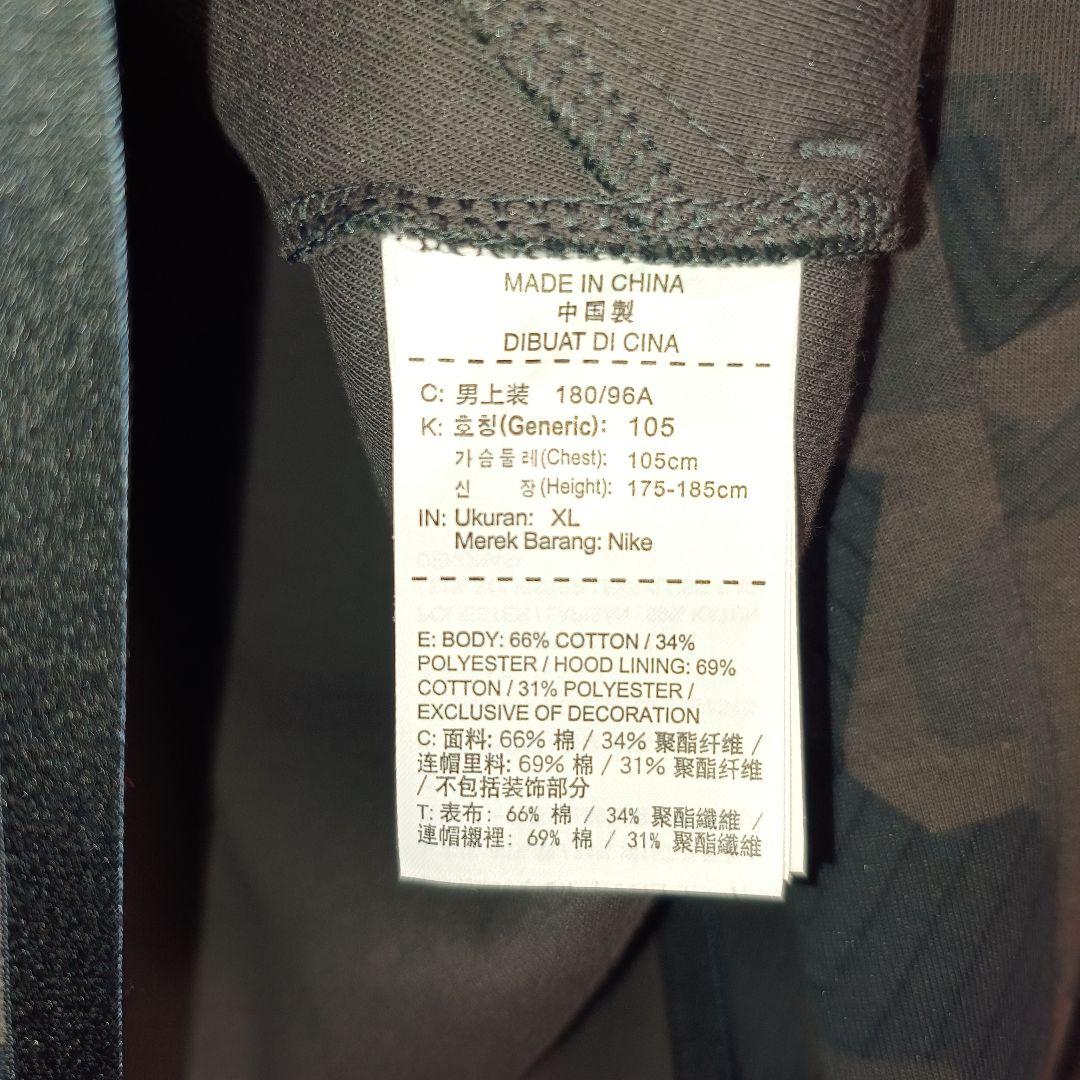 MADE IN CHINA
中国製
DIBUAT DI CINA
C: 男上装 180/96A
K: 호칭(Generic): 105
가슴둘레(Chest): 105cm
신 장(Height): 175-185cm
IN: Ukuran: XL
Merek Barang: Nike
E: BODY: 66% COTTON / 34%
POLYESTER / HOOD LINING: 69%
COTTON / 31% POLYESTER /
EXCLUSIVE OF DECORATION
C: 面料: 66% 棉 / 34% 聚酯纤维 /
连帽里料: 69% 棉 / 31% 聚酯纤维
/ 不包括装饰部分
T: 表布: 66% 棉 / 34% 聚酯纖維 /
連帽襯裡: 69% 棉 / 31% 聚酯纖維